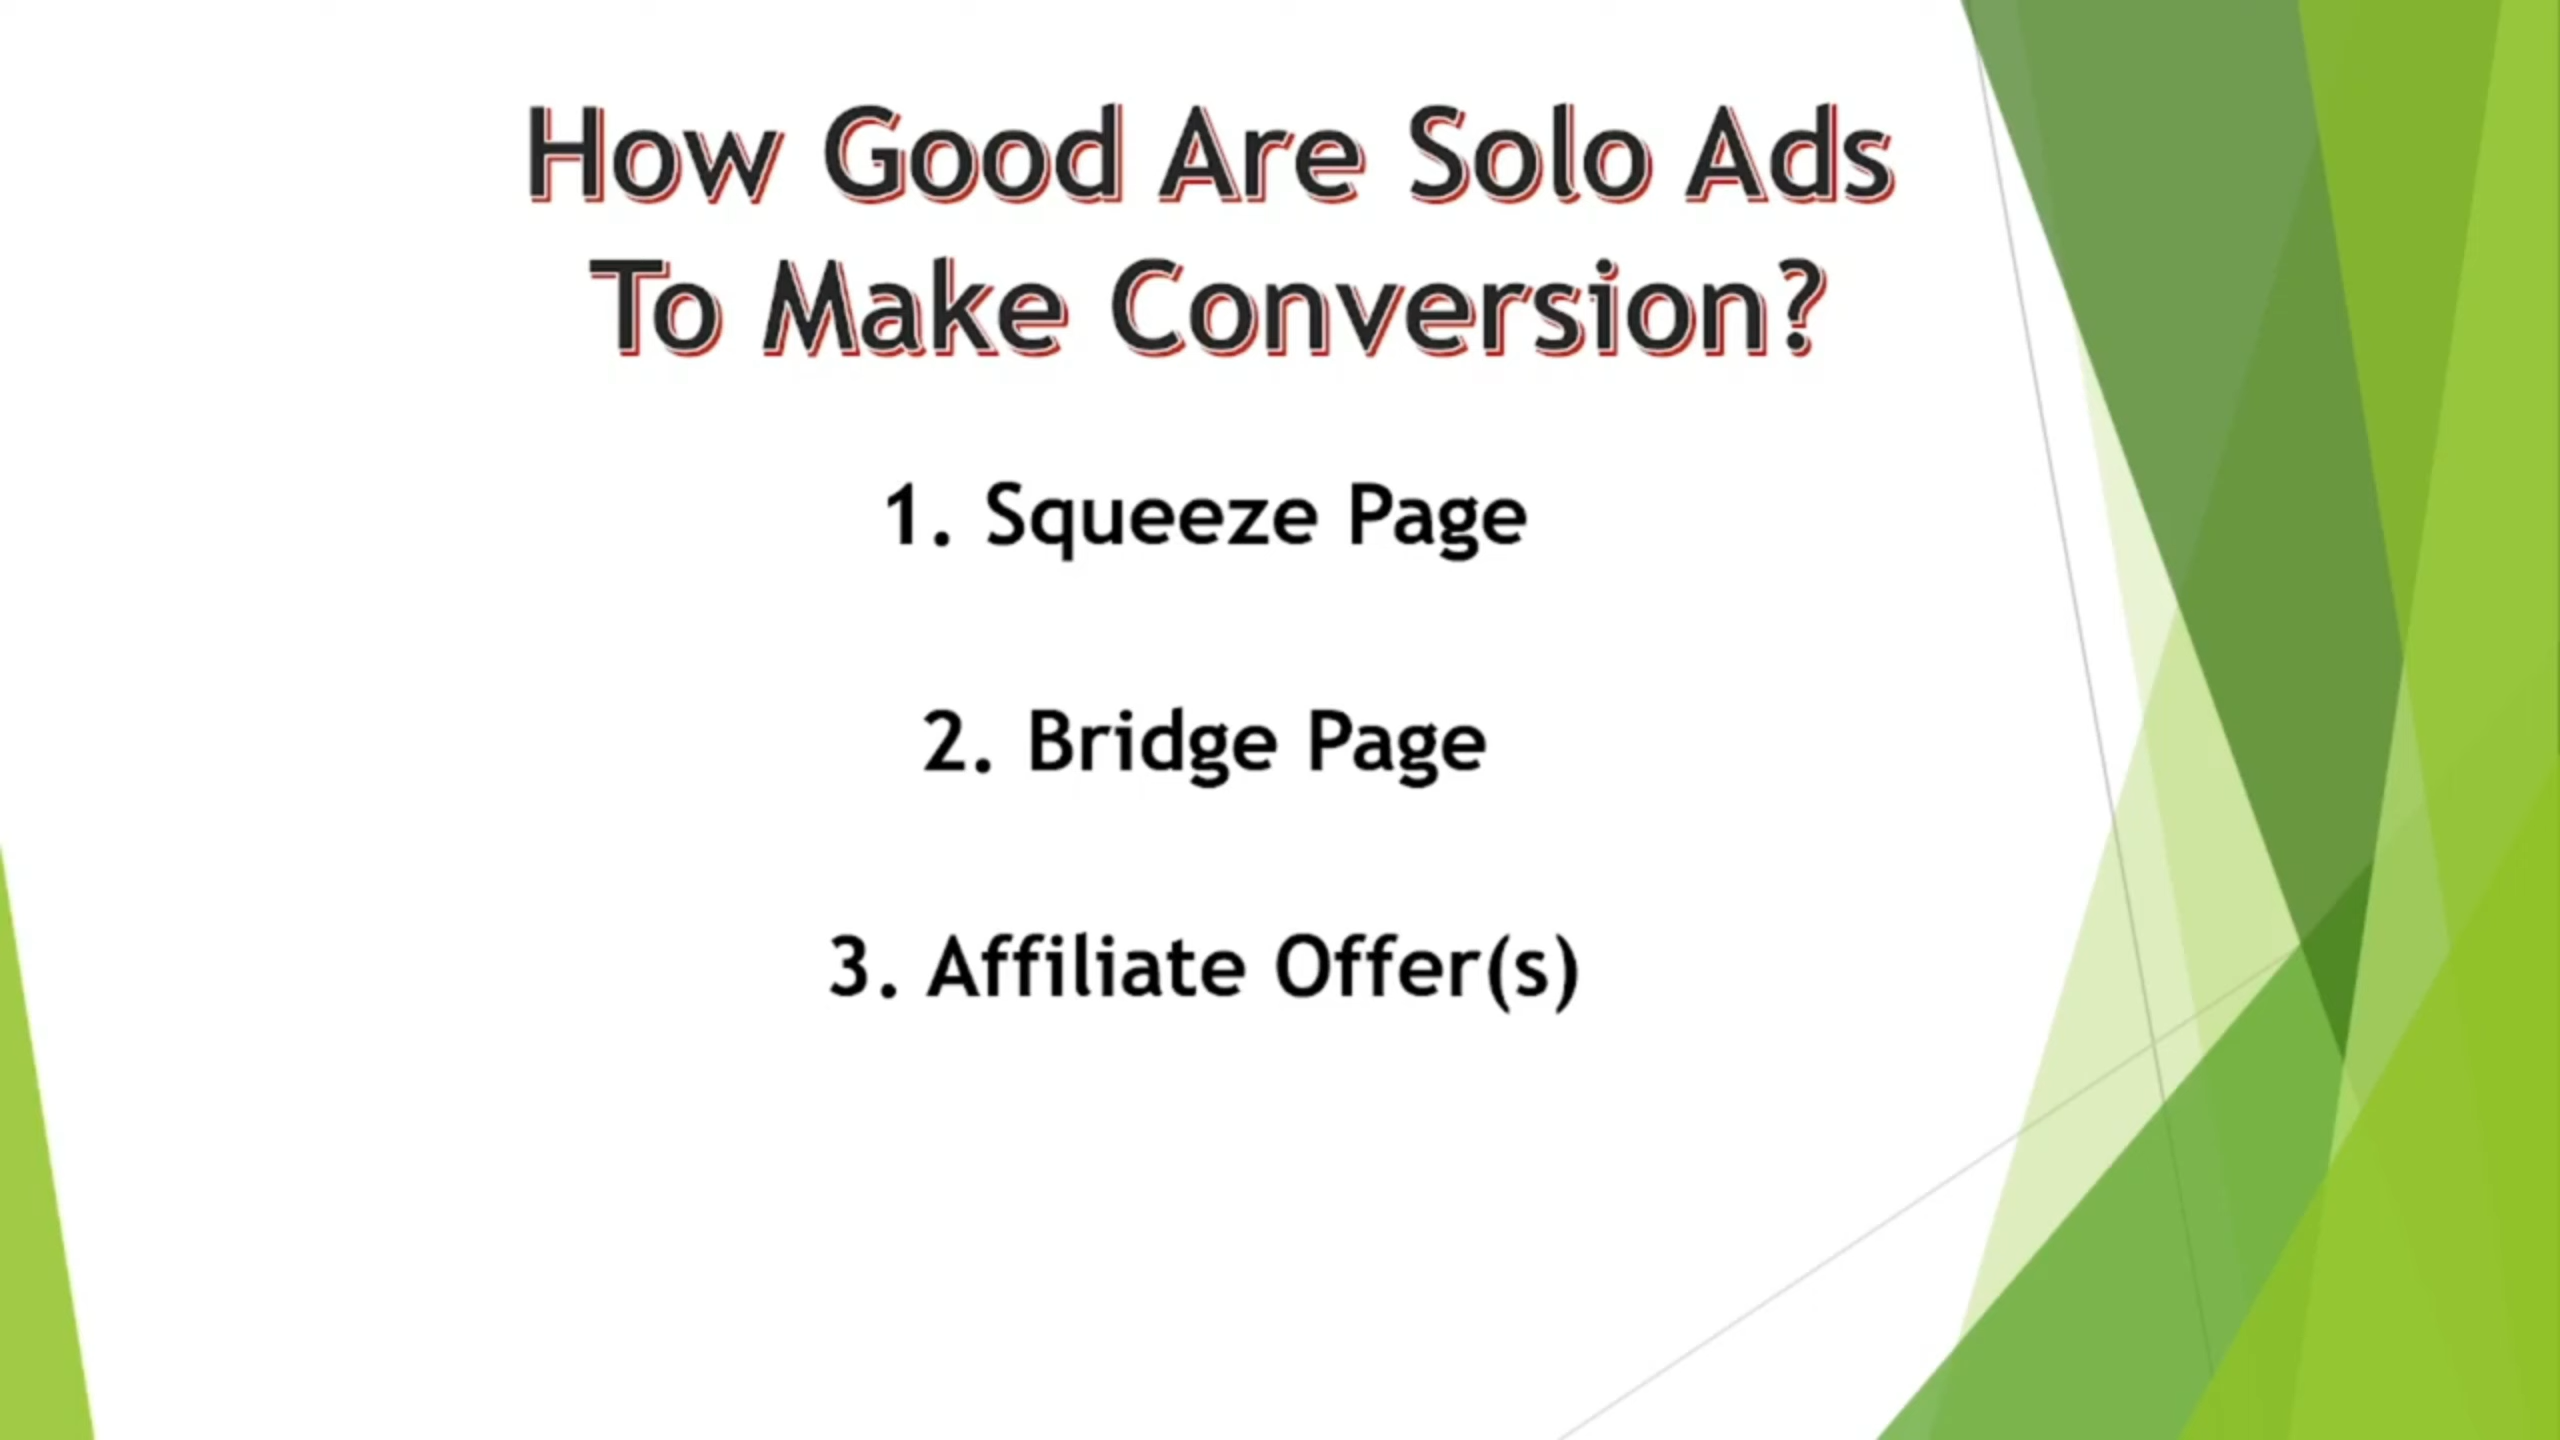 How Good Are Solo Ads
To Make Conversion?
1. Squeeze Page
2. Bridge Page
3. Affiliate Offer(s)